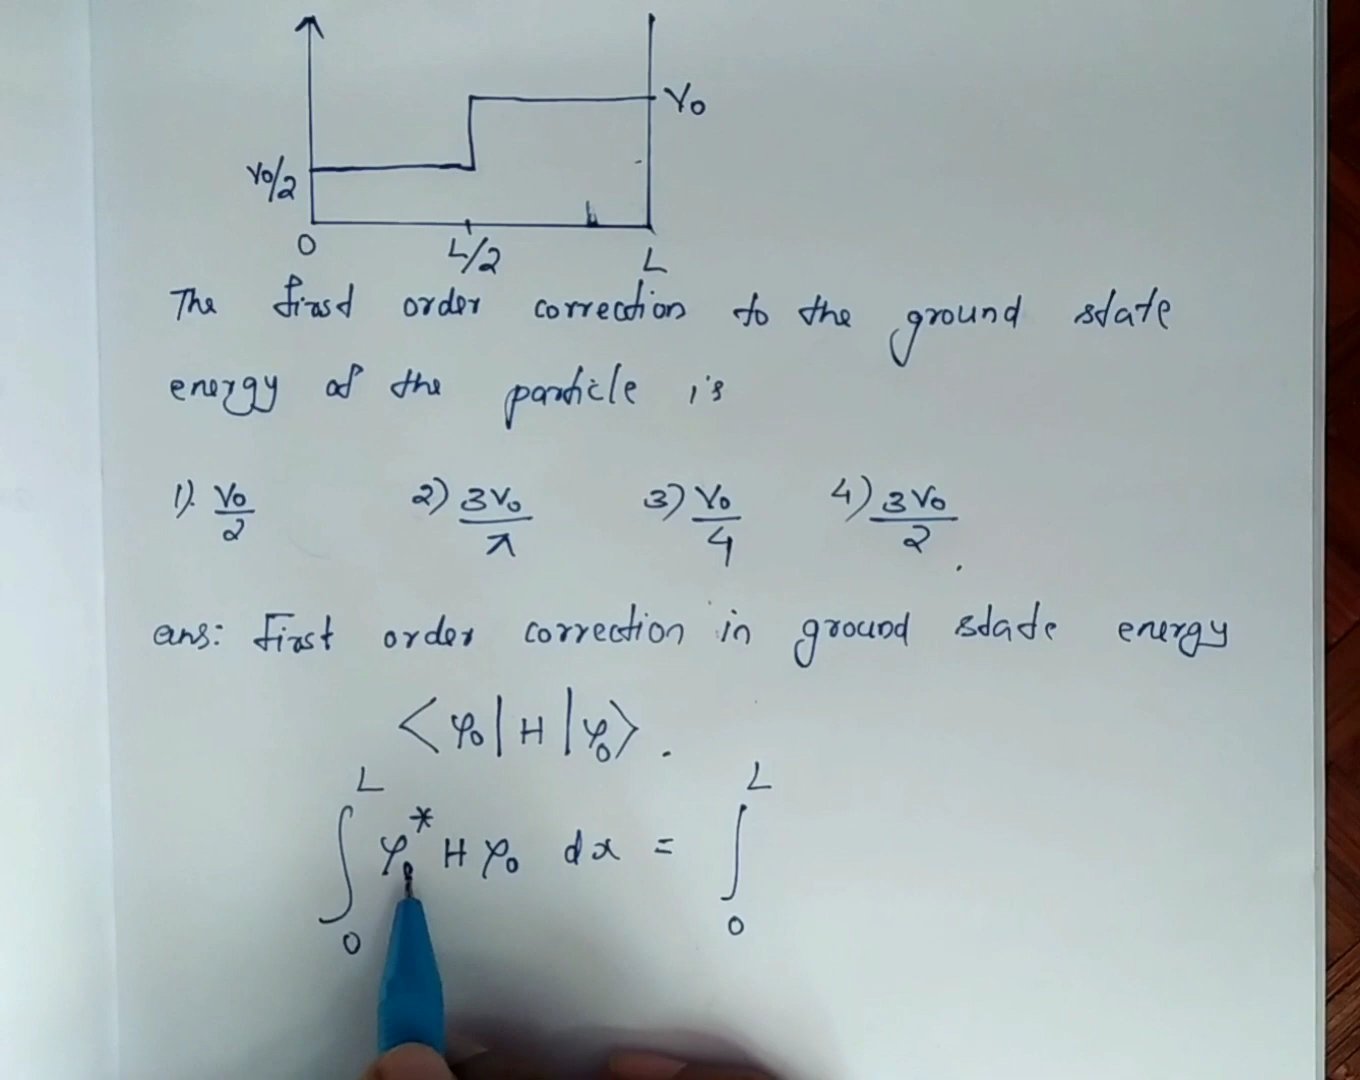 V₀
V₀/2
0 L/2 L
The first order correction to the ground state
energy of the particle is
1). V₀/2 2) 3V₀/π 3) V₀/4 4) 3V₀/2 .
ans: First order correction in ground state energy
<φ₀|H|φ₀> .
∫₀ᴸ φ₀* H φ₀ dx = ∫₀ᴸ